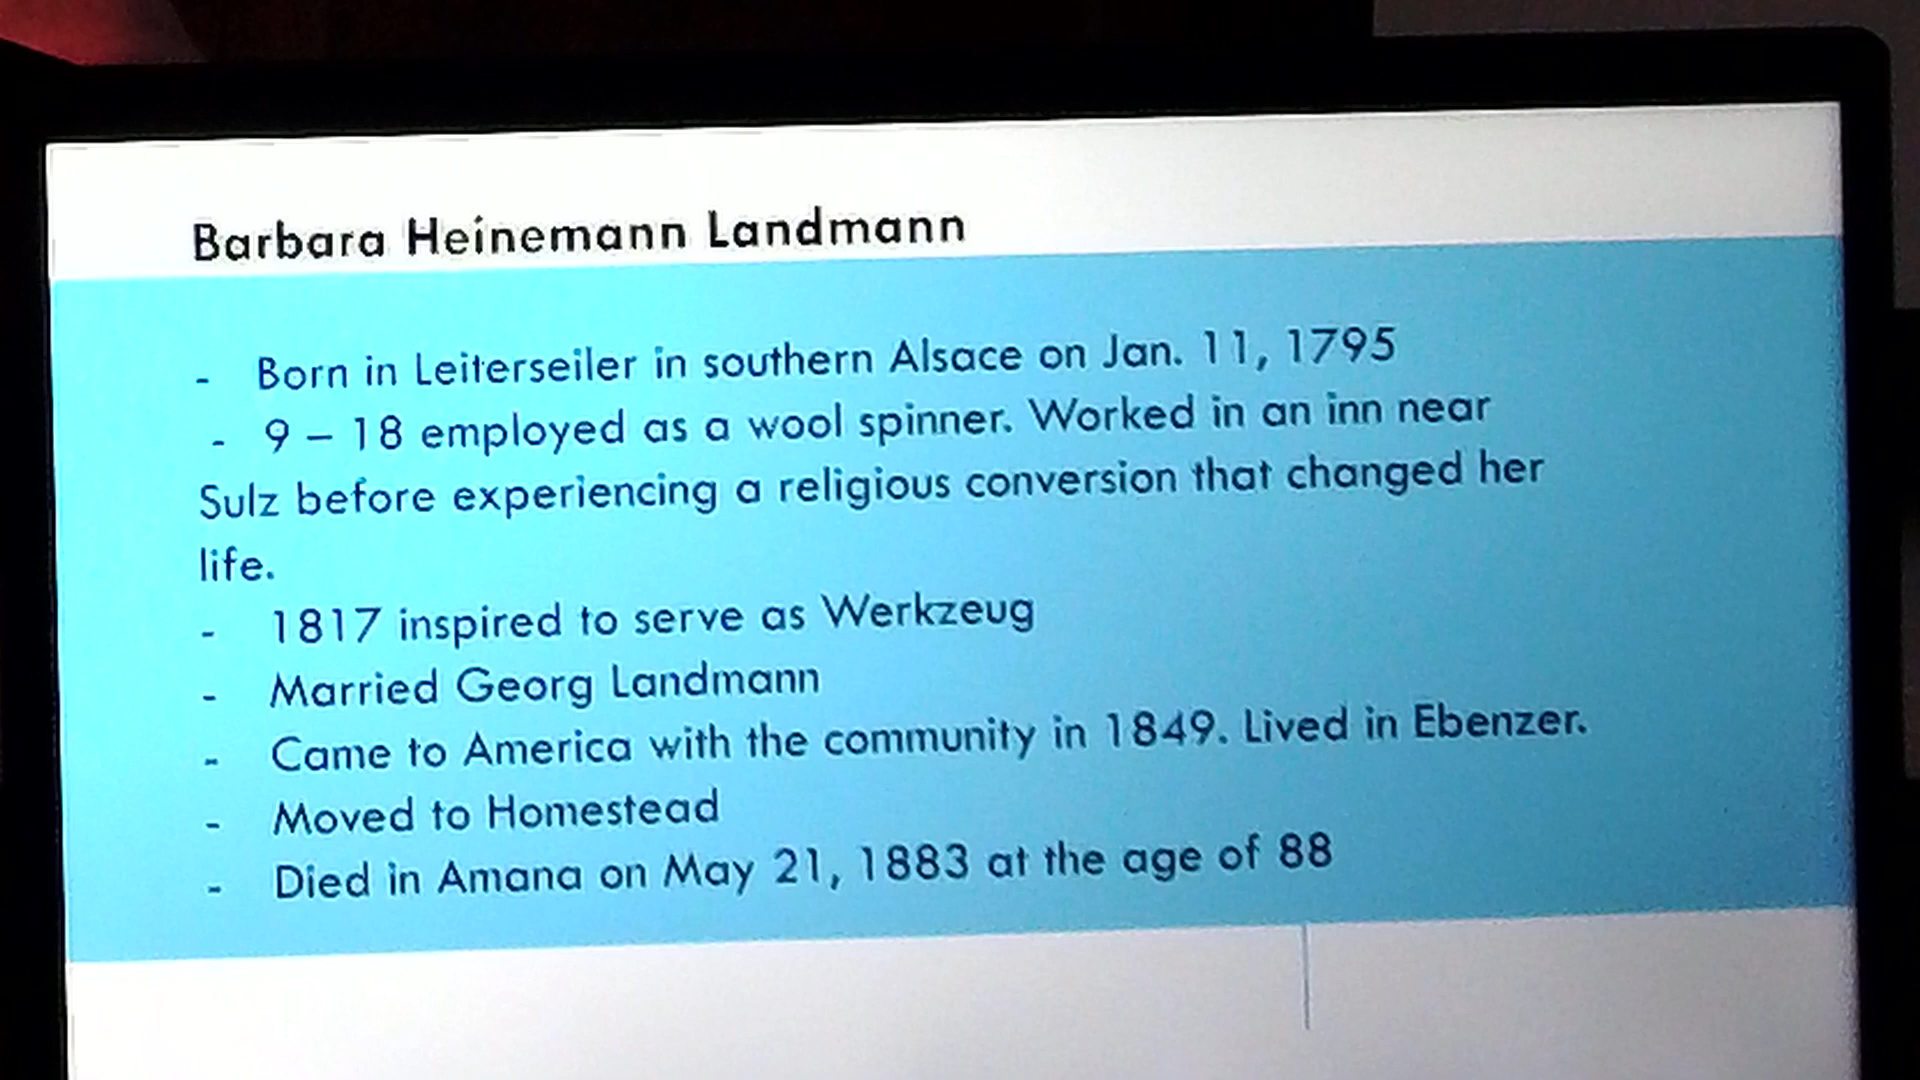 Barbara Heinemann Landmann
- Born in Leiterseiler in southern Alsace on Jan. 11, 1795
- 9 – 18 employed as a wool spinner. Worked in an inn near
Sulz before experiencing a religious conversion that changed her
life.
- 1817 inspired to serve as Werkzeug
- Married Georg Landmann
- Came to America with the community in 1849. Lived in Ebenzer.
- Moved to Homestead
- Died in Amana on May 21, 1883 at the age of 88